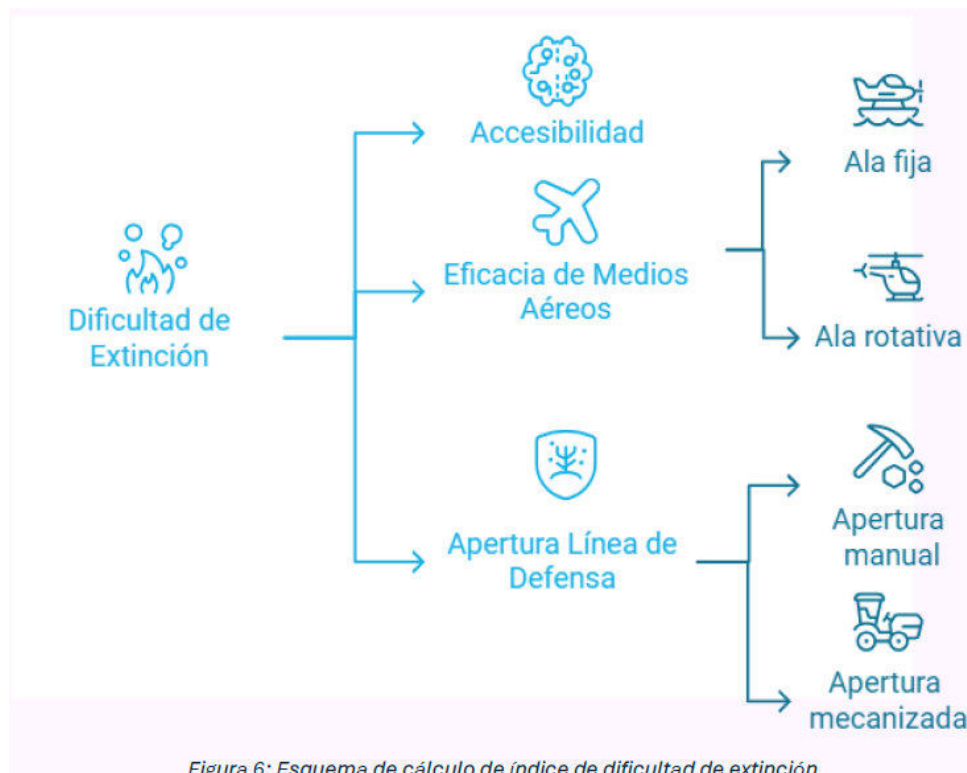 Accesibilidad
Ala fija
Eficacia de Medios
Aéreos
Dificultad de
Extinción
Ala rotativa
Apertura Línea de
Defensa
Apertura
manual
Apertura
mecanizada
Figura 6: Esquema de cálculo de índice de dificultad de extinción